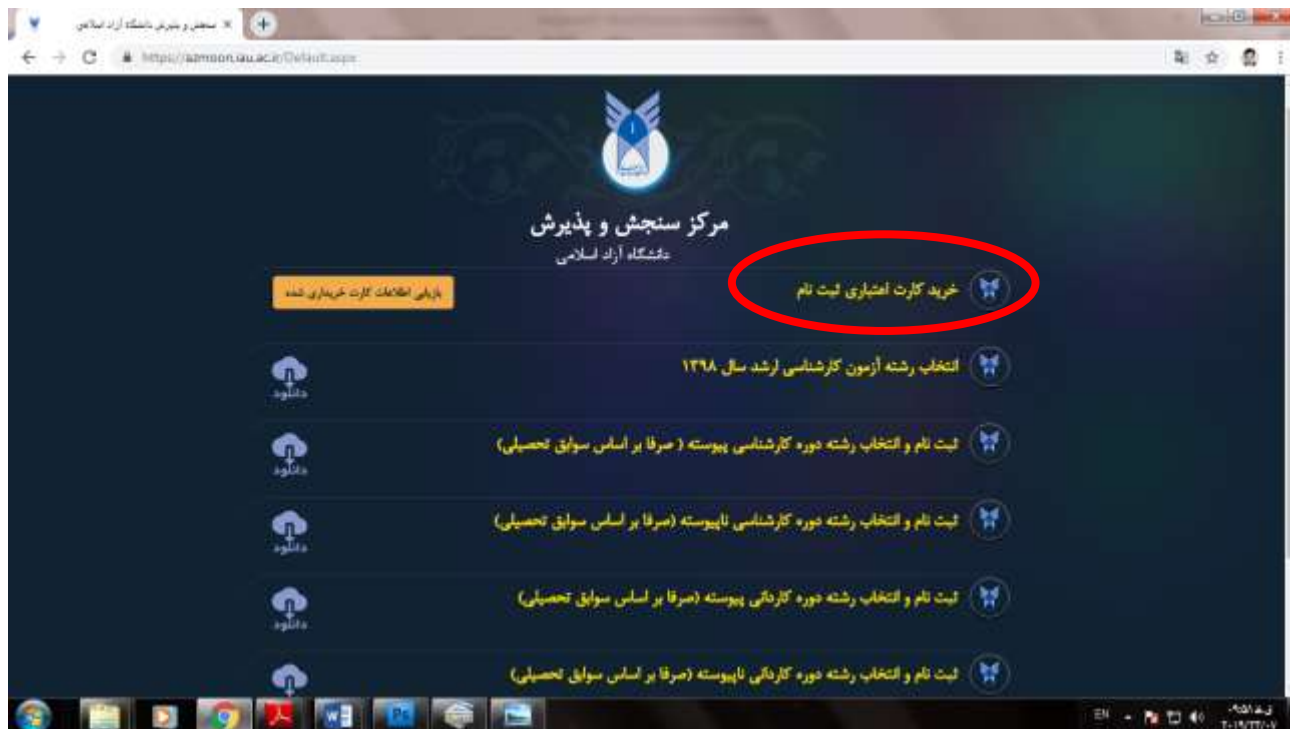 سنجش و پذیرش دانشگاه آزاد اسلامی
https://azmoon.iau.ac.ir/Default.aspx
مرکز سنجش و پذیرش
دانشگاه آزاد اسلامی
خرید کارت اعتباری ثبت نام
بازیابی اطلاعات کارت خریداری شده
انتخاب رشته آزمون کارشناسی ارشد سال ۱۳۹۸
دانلود
ثبت نام و انتخاب رشته دوره کارشناسی پیوسته ( صرفا بر اساس سوابق تحصیلی)
دانلود
ثبت نام و انتخاب رشته دوره کارشناسی ناپیوسته (صرفا بر اساس سوابق تحصیلی)
دانلود
ثبت نام و انتخاب رشته دوره کاردانی پیوسته (صرفا بر اساس سوابق تحصیلی)
دانلود
ثبت نام و انتخاب رشته دوره کاردانی ناپیوسته (صرفا بر اساس سوابق تحصیلی)
EN